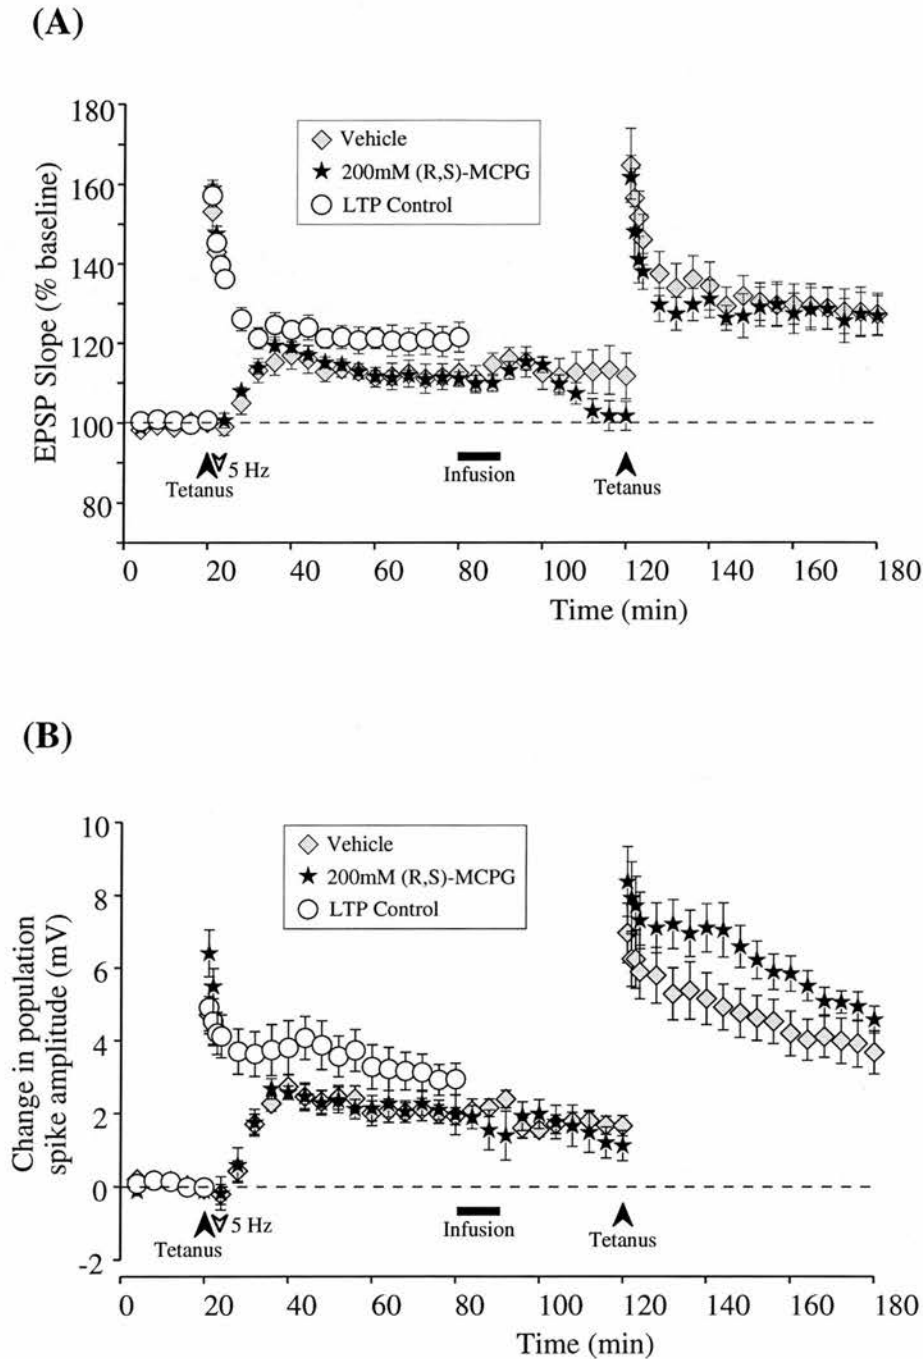 (A)
EPSP Slope (% baseline)
180
160
140
120
100
80
Vehicle
200mM (R,S)-MCPG
LTP Control
5 Hz
Tetanus
Infusion
Tetanus
0 20 40 60 80 100 120 140 160 180
Time (min)
(B)
Change in population
spike amplitude (mV)
10
8
6
4
2
0
-2
Vehicle
200mM (R,S)-MCPG
LTP Control
5 Hz
Tetanus
Infusion
Tetanus
0 20 40 60 80 100 120 140 160 180
Time (min)